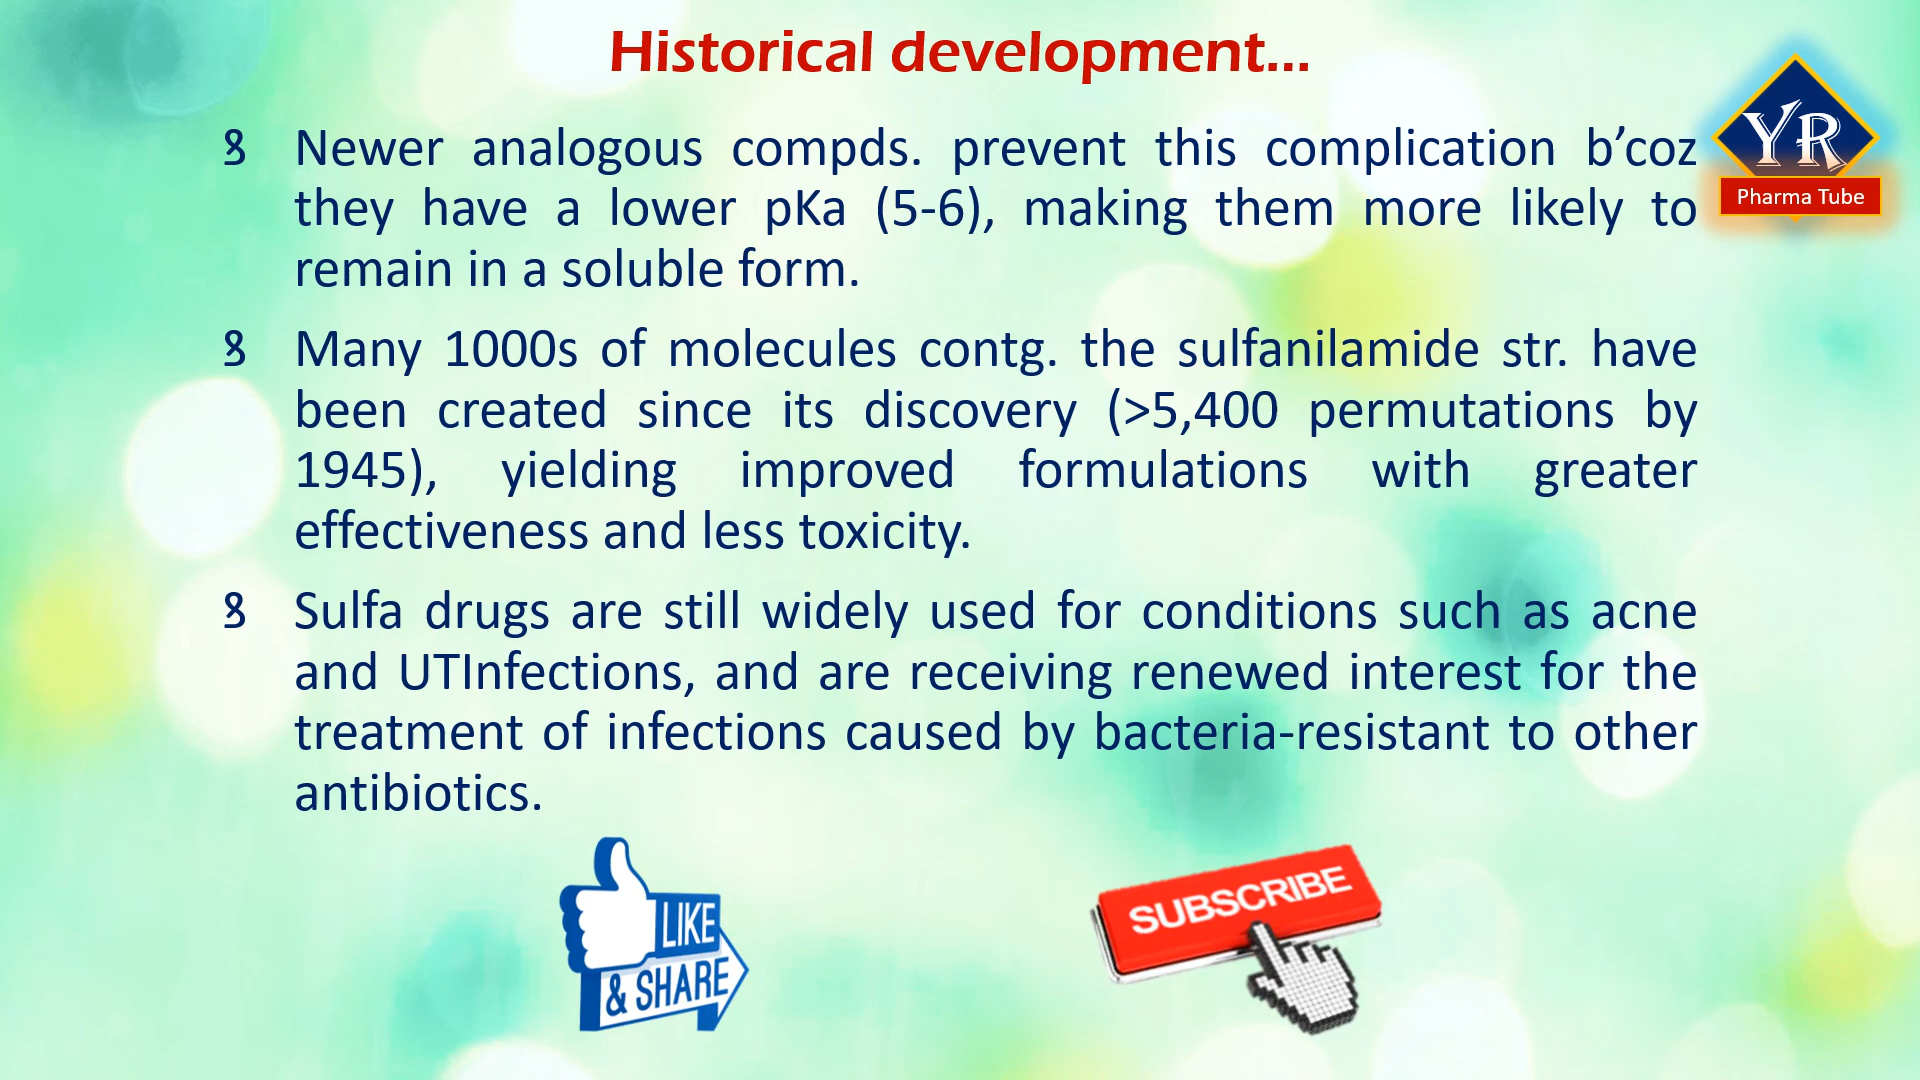 Historical development...
YR
Pharma Tube
Newer analogous compds. prevent this complication b’coz
they have a lower pKa (5-6), making them more likely to
remain in a soluble form.
Many 1000s of molecules contg. the sulfanilamide str. have
been created since its discovery (>5,400 permutations by
1945), yielding improved formulations with greater
effectiveness and less toxicity.
Sulfa drugs are still widely used for conditions such as acne
and UTInfections, and are receiving renewed interest for the
treatment of infections caused by bacteria-resistant to other
antibiotics.
LIKE
& SHARE
SUBSCRIBE